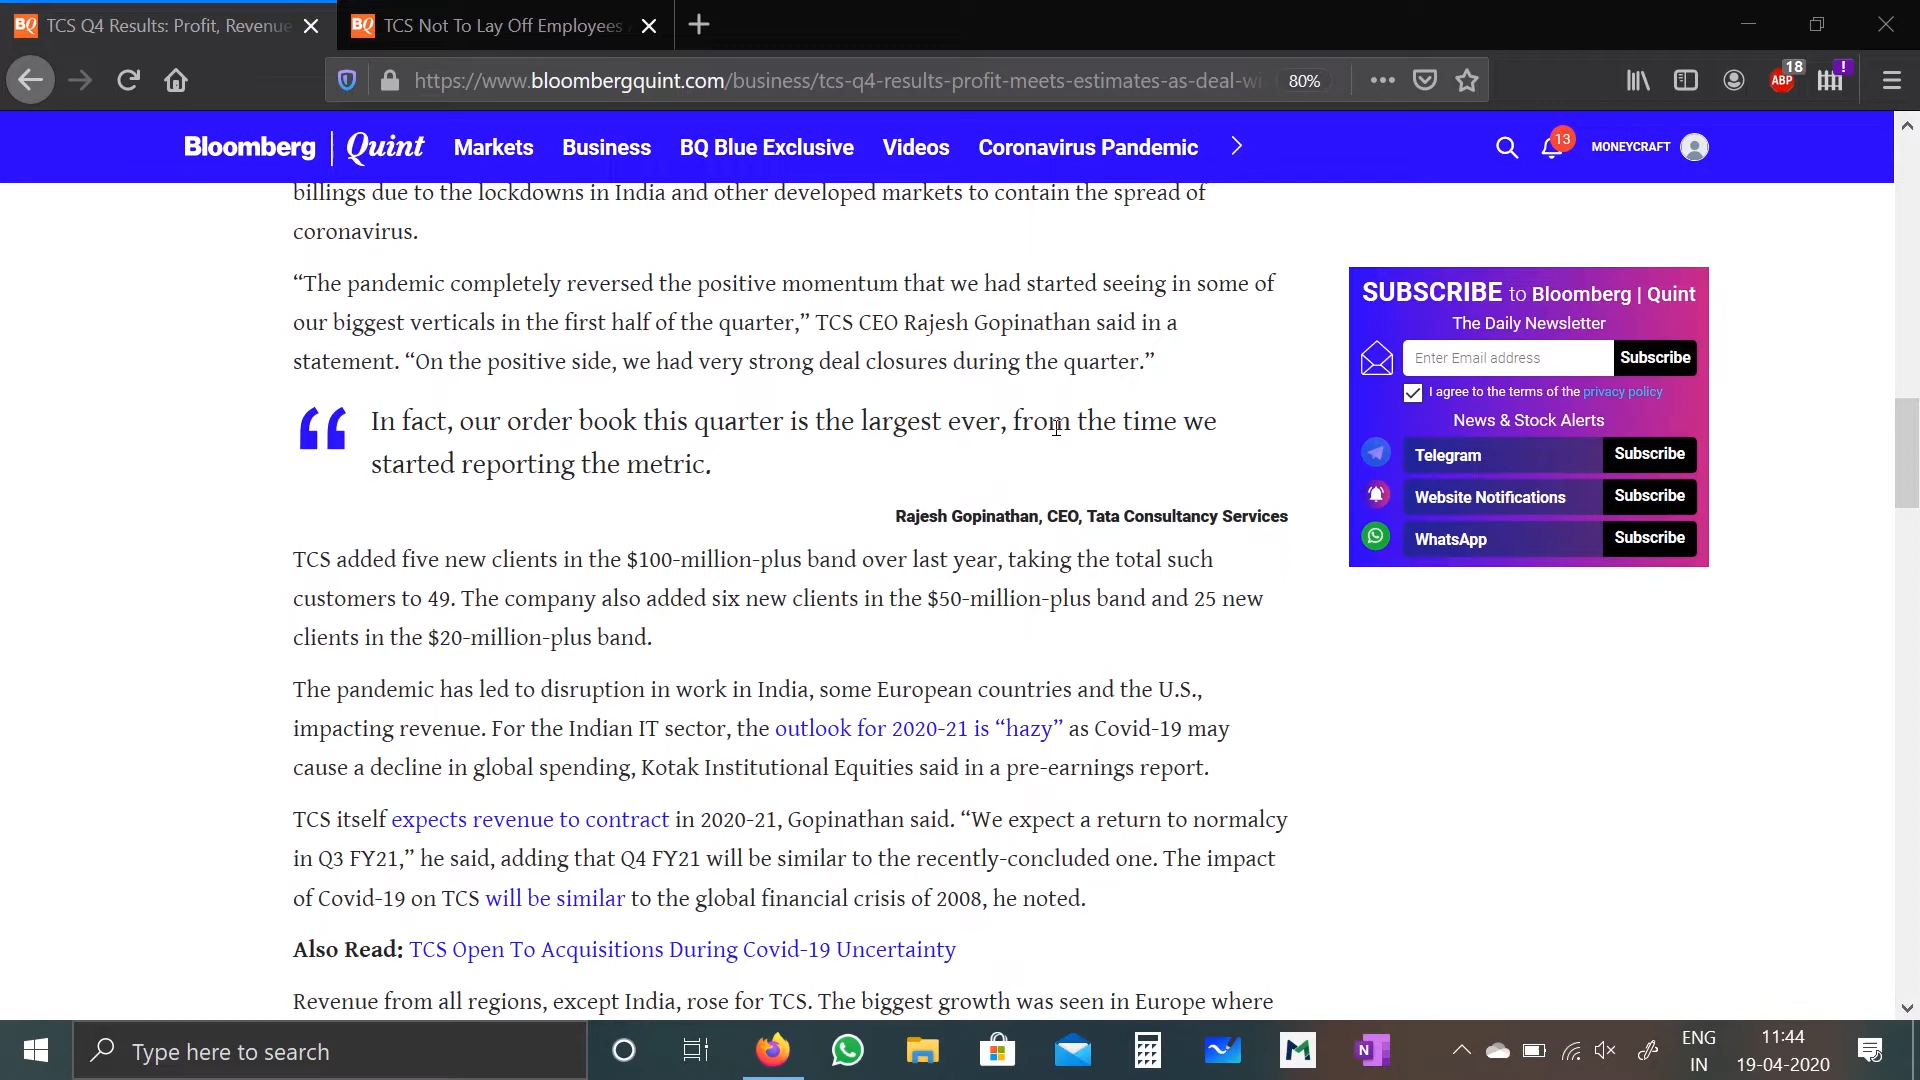 TCS Q4 Results: Profit, Revenue
TCS Not To Lay Off Employees
https://www.bloombergquint.com/business/tcs-q4-results-profit-meets-estimates-as-deal-wi
80%
ABP
18
!
Bloomberg | Quint
Markets
Business
BQ Blue Exclusive
Videos
Coronavirus Pandemic
13
MONEYCRAFT
billings due to the lockdowns in India and other developed markets to contain the spread of
coronavirus.
“The pandemic completely reversed the positive momentum that we had started seeing in some of
our biggest verticals in the first half of the quarter,” TCS CEO Rajesh Gopinathan said in a
statement. “On the positive side, we had very strong deal closures during the quarter.”
“ In fact, our order book this quarter is the largest ever, from the time we
started reporting the metric.
Rajesh Gopinathan, CEO, Tata Consultancy Services
TCS added five new clients in the $100-million-plus band over last year, taking the total such
customers to 49. The company also added six new clients in the $50-million-plus band and 25 new
clients in the $20-million-plus band.
The pandemic has led to disruption in work in India, some European countries and the U.S.,
impacting revenue. For the Indian IT sector, the outlook for 2020-21 is “hazy” as Covid-19 may
cause a decline in global spending, Kotak Institutional Equities said in a pre-earnings report.
TCS itself expects revenue to contract in 2020-21, Gopinathan said. “We expect a return to normalcy
in Q3 FY21,” he said, adding that Q4 FY21 will be similar to the recently-concluded one. The impact
of Covid-19 on TCS will be similar to the global financial crisis of 2008, he noted.
Also Read: TCS Open To Acquisitions During Covid-19 Uncertainty
Revenue from all regions, except India, rose for TCS. The biggest growth was seen in Europe where
SUBSCRIBE to Bloomberg | Quint
The Daily Newsletter
Enter Email address
Subscribe
I agree to the terms of the privacy policy
News & Stock Alerts
Telegram
Subscribe
Website Notifications
Subscribe
WhatsApp
Subscribe
Type here to search
ENG
IN
11:44
19-04-2020